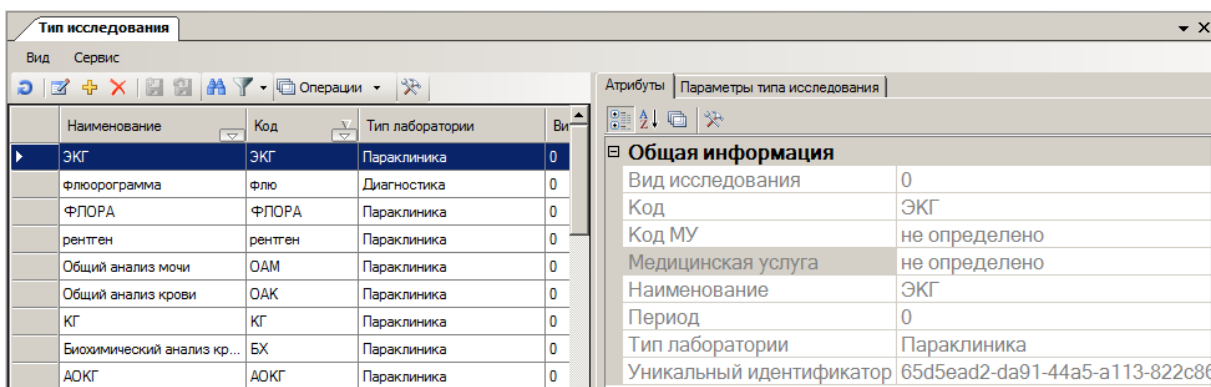 Тип исследования
Вид Сервис
Операции
Наименование Код Тип лаборатории
ЭКГ ЭКГ Параклиника 0
флюорограмма флю Диагностика 0
ФЛОРА ФЛОРА Параклиника 0
рентген рентген Параклиника 0
Общий анализ мочи ОАМ Параклиника 0
Общий анализ крови ОАК Параклиника 0
КГ КГ Параклиника 0
Биохимический анализ кр... БХ Параклиника 0
АОКГ АОКГ Параклиника 0
Атрибуты Параметры типа исследования
Общая информация
Вид исследования 0
Код ЭКГ
Код МУ не определено
Медицинская услуга не определено
Наименование ЭКГ
Период 0
Тип лаборатории Параклиника
Уникальный идентификатор 65d5ead2-da91-44a5-a113-822c86